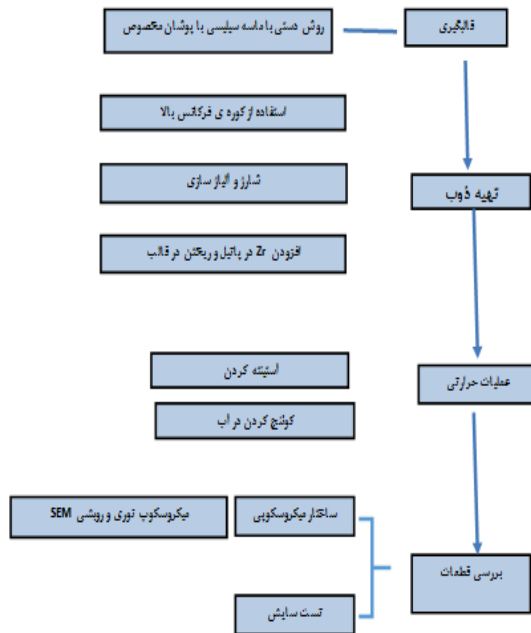 قالبگیری
روش دستی با ماسه سیلیسی با پوشان مخصوص
استفاده از کوره ی فرکانس بالا
شارژ و آلیاژ سازی
تهیه ذوب
افزودن Zr در پاتیل و ریختن در قالب
عملیات حرارتی
آستنیته کردن
کوئنچ کردن در آب
ساختار میکروسکوپی
میکروسکوپ نوری و روبشی SEM
بررسی قطعات
تست سایش